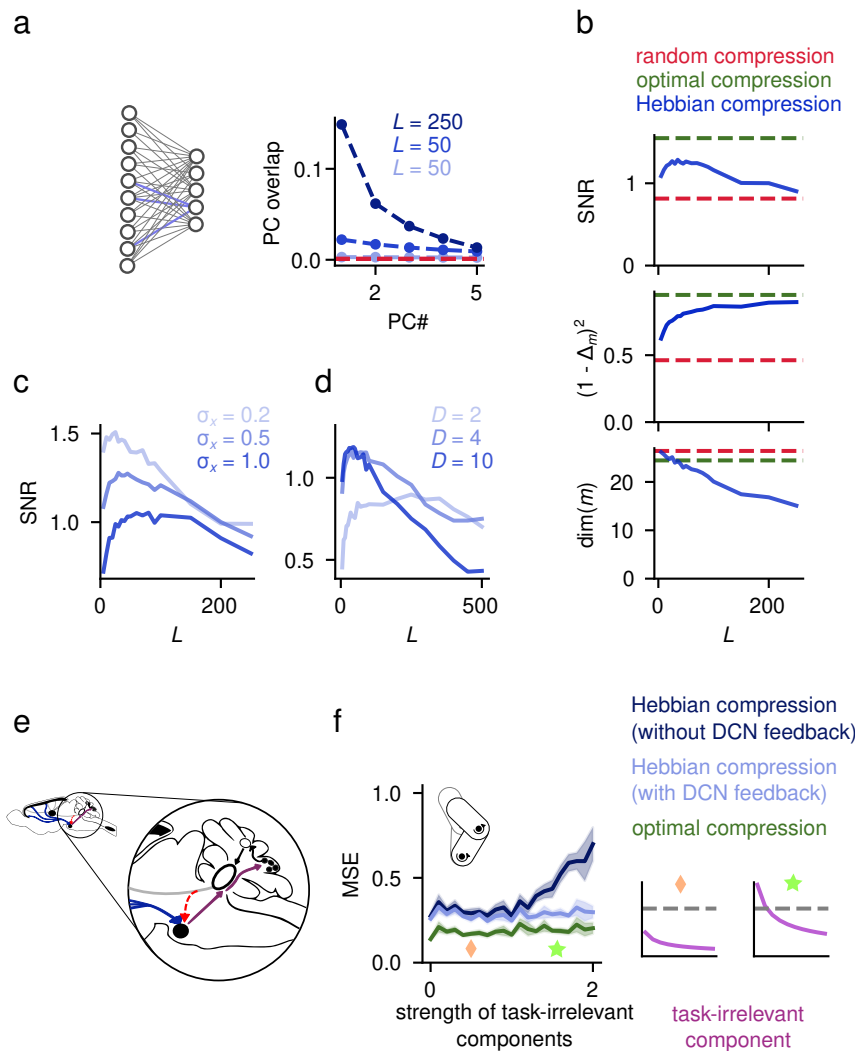 a
L = 250
L = 50
L = 50
PC overlap
0.1
0.0
2
5
PC#
b
random compression
optimal compression
Hebbian compression
SNR
1
0
(1 - Δm)²
0.5
0.0
dim(m)
20
10
0
0
200
L
c
σx = 0.2
σx = 0.5
σx = 1.0
SNR
1.5
1.0
0
200
L
d
D = 2
D = 4
D = 10
1.0
0.5
0
500
L
e
f
MSE
1.0
0.5
0.0
0
2
strength of task-irrelevant
components
Hebbian compression
(without DCN feedback)
Hebbian compression
(with DCN feedback)
optimal compression
task-irrelevant
component